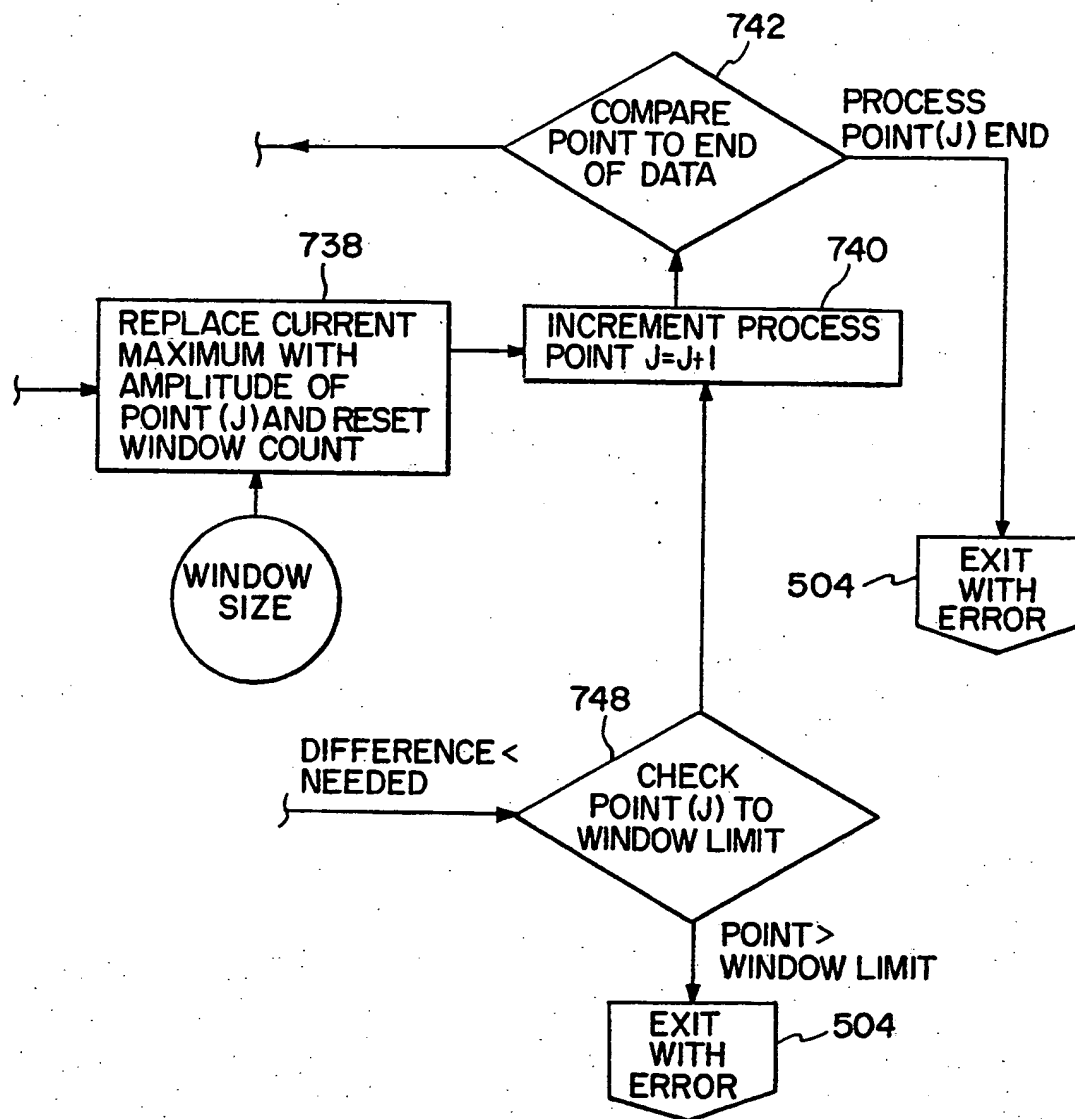 742
COMPARE
POINT TO END
OF DATA
PROCESS
POINT(J) END
738
REPLACE CURRENT
MAXIMUM WITH
AMPLITUDE OF
POINT (J) AND RESET
WINDOW COUNT
740
INCREMENT PROCESS
POINT J=J+1
WINDOW
SIZE
504
EXIT
WITH
ERROR
748
DIFFERENCE <
NEEDED
CHECK
POINT (J) TO
WINDOW LIMIT
POINT >
WINDOW LIMIT
EXIT
WITH
ERROR
504